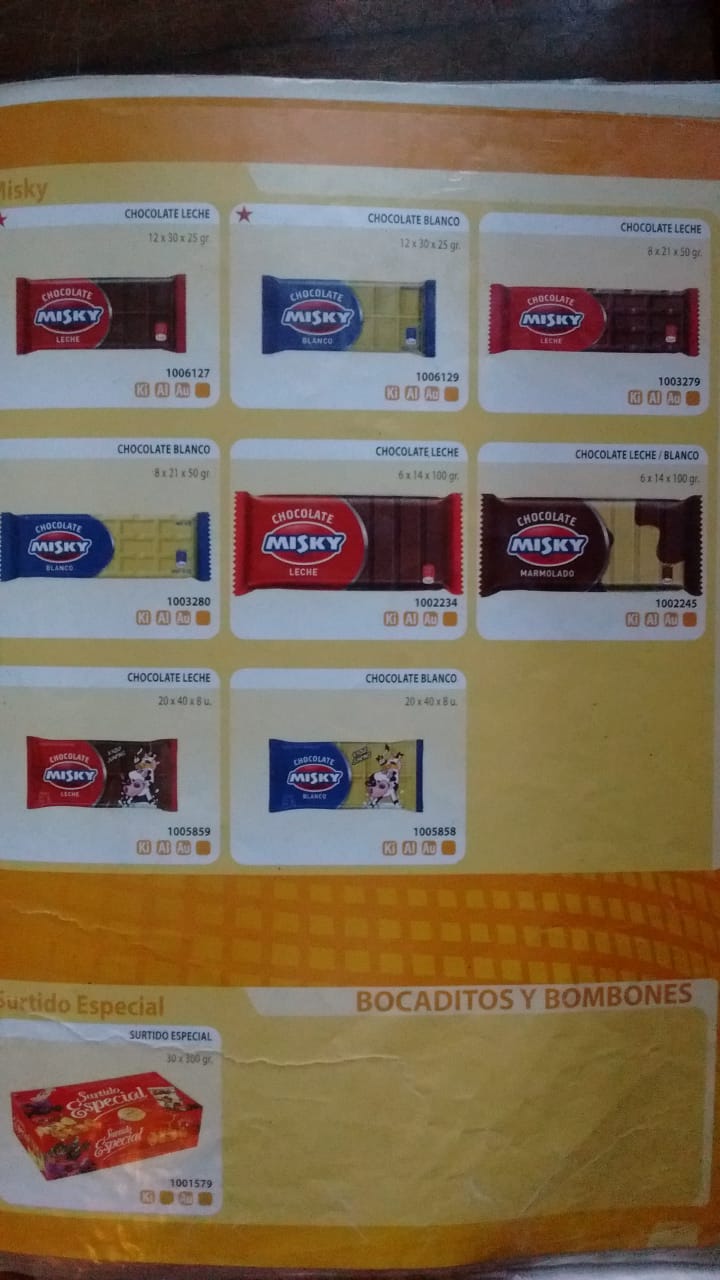 Misky
CHOCOLATE LECHE
12 x 30 x 25 gr.
CHOCOLATE
MISKY
LECHE
1006127
Ki Al Au
CHOCOLATE BLANCO
12 x 30 x 25 gr.
CHOCOLATE
MISKY
BLANCO
1006129
Ki Al Au
CHOCOLATE LECHE
8 x 21 x 50 gr.
CHOCOLATE
MISKY
LECHE
1003279
Ki Al Au
CHOCOLATE BLANCO
8 x 21 x 50 gr.
CHOCOLATE
MISKY
BLANCO
1003280
Ki Al Au
CHOCOLATE LECHE
6 x 14 x 100 gr.
CHOCOLATE
MISKY
LECHE
1002234
Ki Al Au
CHOCOLATE LECHE / BLANCO
6 x 14 x 100 gr.
CHOCOLATE
MISKY
MARMOLADO
1002245
Ki Al Au
CHOCOLATE LECHE
20 x 40 x 8 u.
CHOCOLATE
MISKY
LECHE
1005859
Ki Al Au
CHOCOLATE BLANCO
20 x 40 x 8 u.
CHOCOLATE
MISKY
BLANCO
1005858
Ki Al Au
Surtido Especial
BOCADITOS Y BOMBONES
SURTIDO ESPECIAL
30 x 300 gr.
Surtido
Especial
Surtido
Especial
1001579
Ki Au